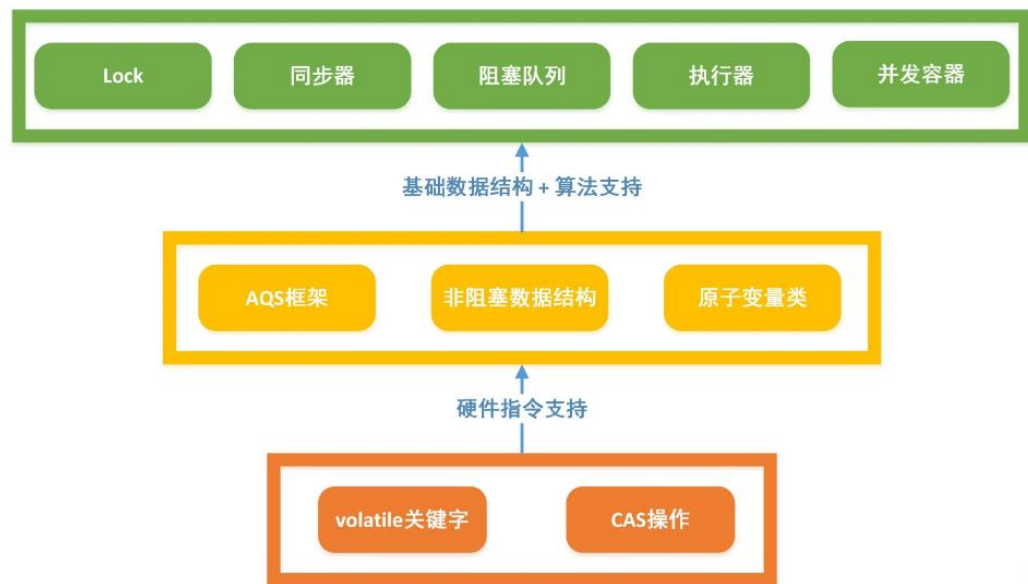 Lock
同步器
阻塞队列
执行器
并发容器
基础数据结构 + 算法支持
AQS框架
非阻塞数据结构
原子变量类
硬件指令支持
volatile关键字
CAS操作